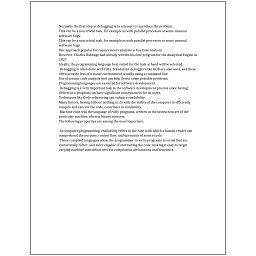 Normally the first step in debugging is to attempt to reproduce the problem.
This can be a non-trivial task, for example as with parallel processes or some unusual
software bugs.
This can be a non-trivial task, for example as with parallel processes or some unusual
software bugs.
One approach popular for requirements analysis is Use Case analysis.
However, Charles Babbage had already written his first program for the Analytical Engine in
1837.
Ideally, the programming language best suited for the task at hand will be selected.
Debugging is often done with IDEs. Standalone debuggers like GDB are also used, and these
often provide less of a visual environment, usually using a command line.
Use of a static code analysis tool can help detect some possible problems.
Programming languages are essential for software development.
Debugging is a very important task in the software development process since having
defects in a program can have significant consequences for its users.
Techniques like Code refactoring can enhance readability.
Many factors, having little or nothing to do with the ability of the computer to efficiently
compile and execute the code, contribute to readability.
Machine code was the language of early programs, written in the instruction set of the
particular machine, often in binary notation.
The following properties are among the most important:

In computer programming, readability refers to the ease with which a human reader can
comprehend the purpose, control flow, and operation of source code.
These compiled languages allow the programmer to write programs in terms that are
syntactically richer, and more capable of abstracting the code, making it easy to target
varying machine instruction sets via compilation declarations and heuristics.